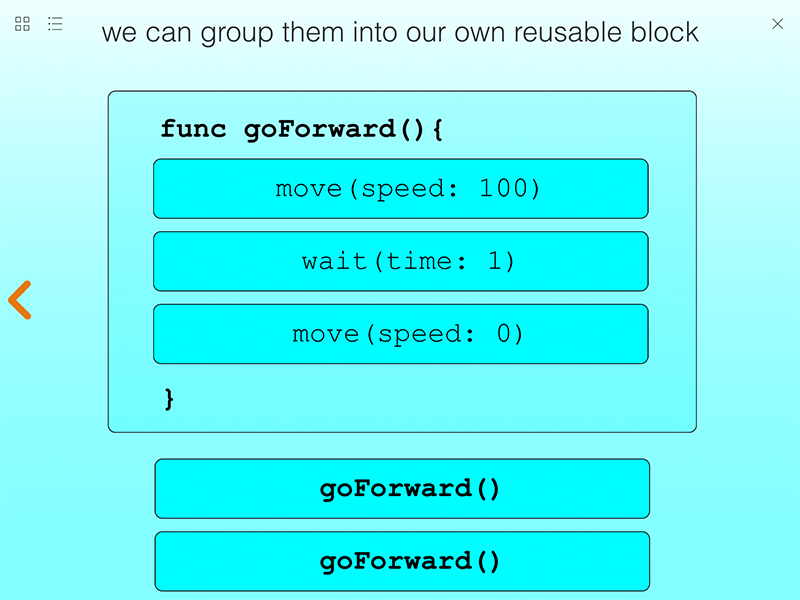 we can group them into our own reusable block
func goForward(){
move(speed: 100)
wait(time: 1)
move(speed: 0)
}
goForward()
goForward()